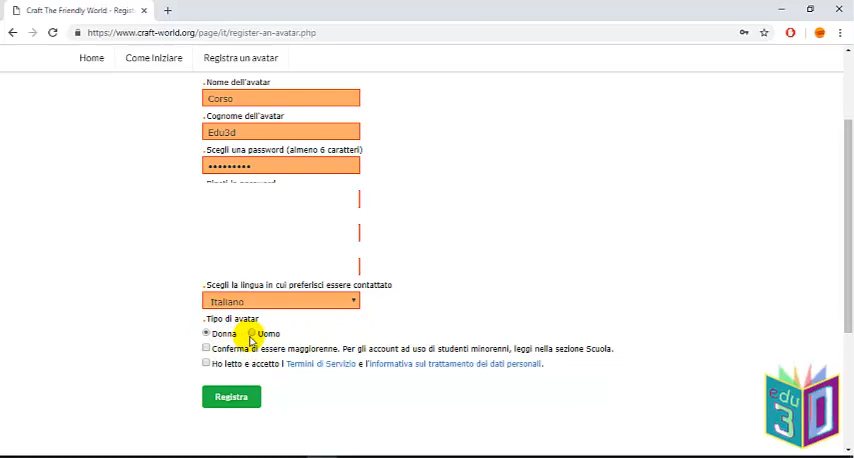 Craft The Friendly World - Regist
https://www.craft-world.org/page/it/register-an-avatar.php
Home Come Iniziare Registra un avatar
Nome dell'avatar
Corso
Cognome dell'avatar
Edu3d
Scegli una password (almeno 6 caratteri)
•••••••••
Scegli la lingua in cui preferisci essere contattato
Italiano
Tipo di avatar
Donna Uomo
Conferma di essere maggiorenne. Per gli account ad uso di studenti minorenni, leggi nella sezione Scuola.
Ho letto e accetto i Termini di Servizio e l'informativa sul trattamento dei dati personali.
Registra
edu
3D